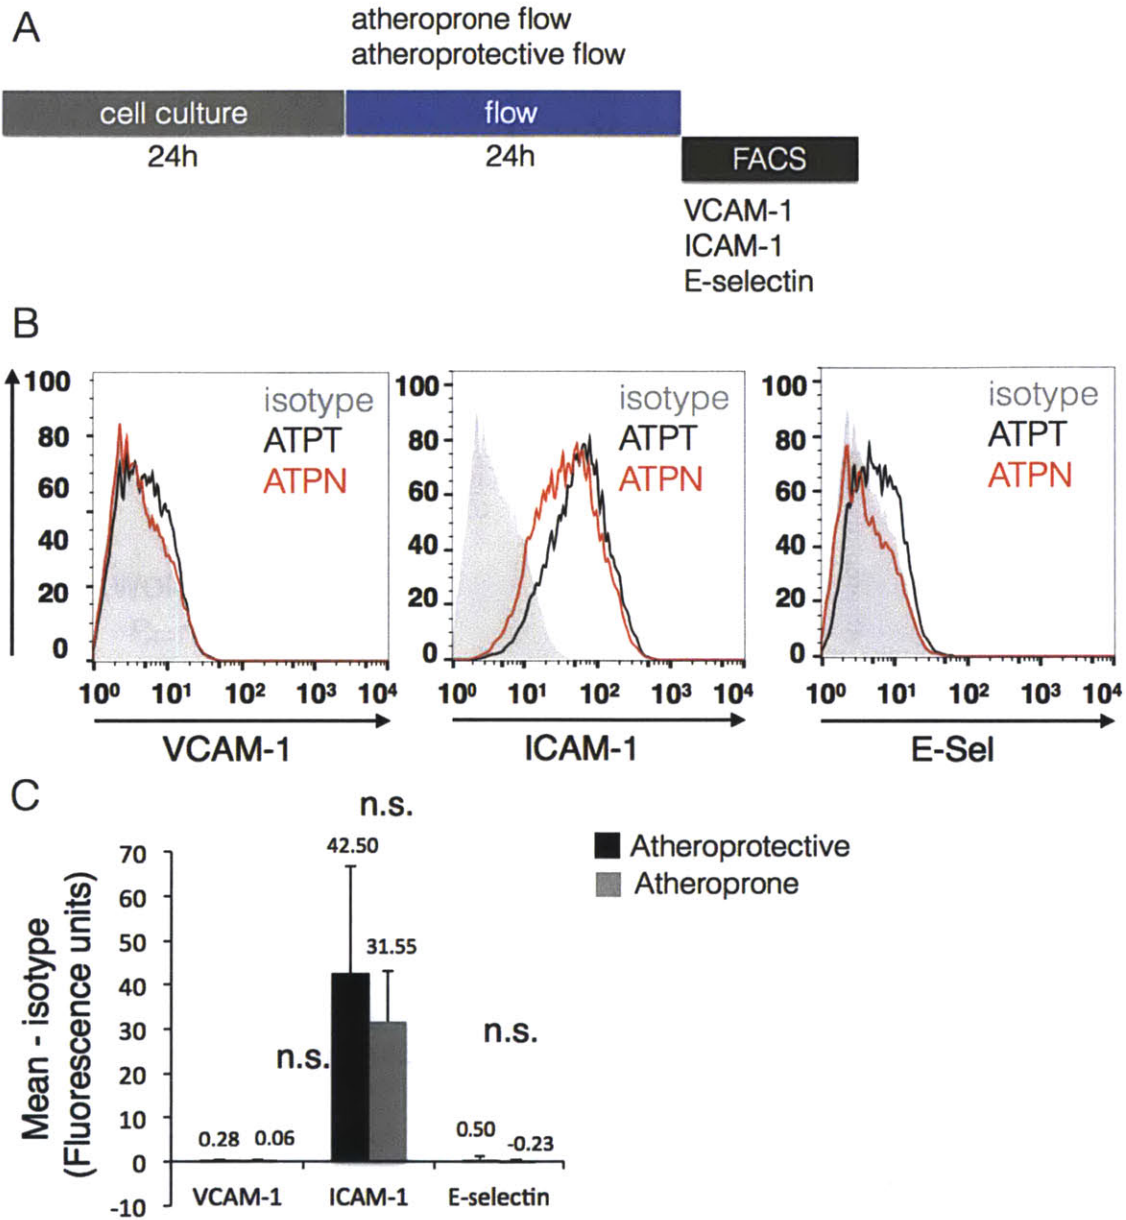 A
atheroprone flow
atheroprotective flow
cell culture
flow
24h
24h
FACS
VCAM-1
ICAM-1
E-selectin
B
100
80
60
40
20
0
isotype
ATPT
ATPN
10⁰ 10¹ 10² 10³ 10⁴
VCAM-1
100
80
60
40
20
0
isotype
ATPT
ATPN
10⁰ 10¹ 10² 10³ 10⁴
ICAM-1
100
80
60
40
20
0
isotype
ATPT
ATPN
10⁰ 10¹ 10² 10³ 10⁴
E-Sel
C
Mean - isotype
(Fluorescence units)
70
60
50
40
30
20
10
0
-10
n.s.
42.50
31.55
n.s.
n.s.
0.28 0.06
0.50 -0.23
VCAM-1 ICAM-1 E-selectin
Atheroprotective
Atheroprone